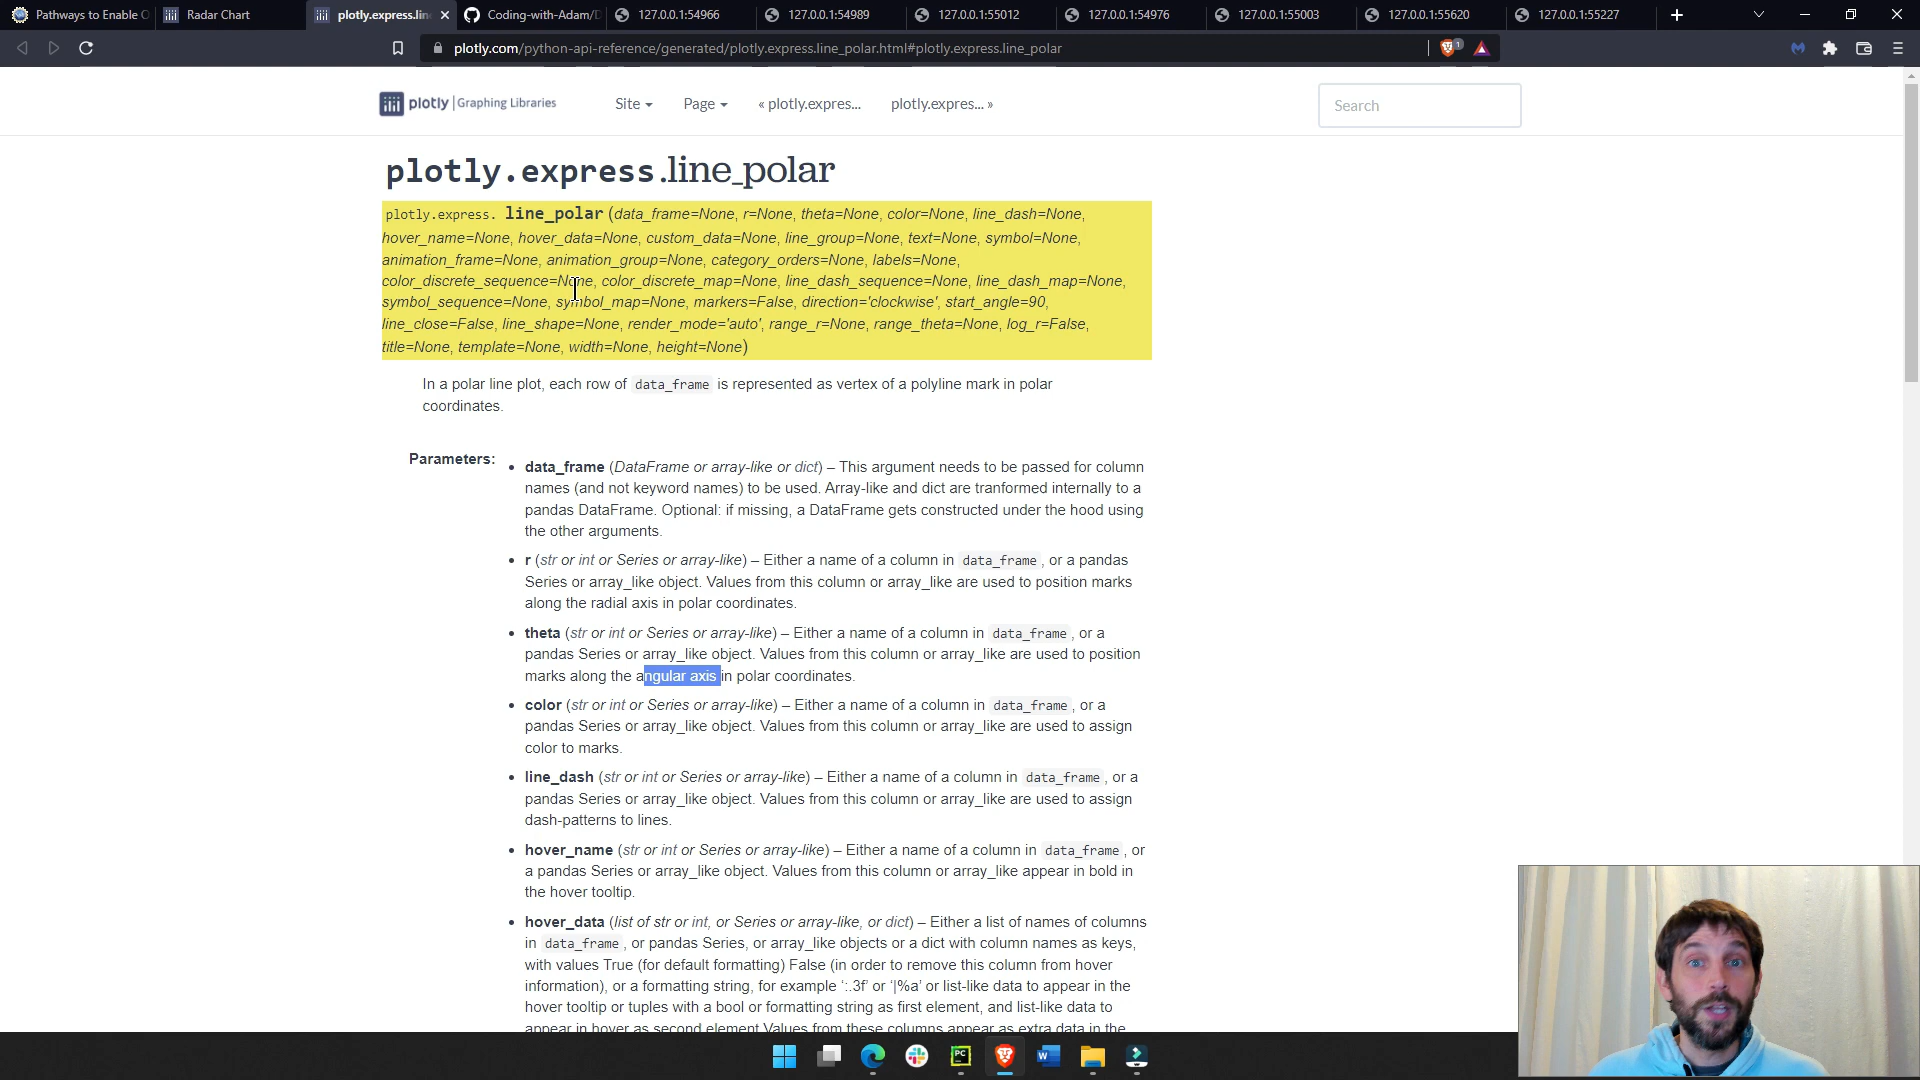 Pathways to Enable O
Radar Chart
plotly.express.lin
Coding-with-Adam/D
127.0.0.1:54966
127.0.0.1:54989
127.0.0.1:55012
127.0.0.1:54976
127.0.0.1:55003
127.0.0.1:55620
127.0.0.1:55227
plotly.com/python-api-reference/generated/plotly.express.line_polar.html#plotly.express.line_polar
1
plotly | Graphing Libraries
Site
Page
« plotly.expres...
plotly.expres... »
Search
plotly.express.line_polar
plotly.express. line_polar (data_frame=None, r=None, theta=None, color=None, line_dash=None,
hover_name=None, hover_data=None, custom_data=None, line_group=None, text=None, symbol=None,
animation_frame=None, animation_group=None, category_orders=None, labels=None,
color_discrete_sequence=None, color_discrete_map=None, line_dash_sequence=None, line_dash_map=None,
symbol_sequence=None, symbol_map=None, markers=False, direction='clockwise', start_angle=90,
line_close=False, line_shape=None, render_mode='auto', range_r=None, range_theta=None, log_r=False,
title=None, template=None, width=None, height=None)
In a polar line plot, each row of data_frame is represented as vertex of a polyline mark in polar
coordinates.
Parameters:
• data_frame (DataFrame or array-like or dict) – This argument needs to be passed for column
names (and not keyword names) to be used. Array-like and dict are tranformed internally to a
pandas DataFrame. Optional: if missing, a DataFrame gets constructed under the hood using
the other arguments.
• r (str or int or Series or array-like) – Either a name of a column in data_frame , or a pandas
Series or array_like object. Values from this column or array_like are used to position marks
along the radial axis in polar coordinates.
• theta (str or int or Series or array-like) – Either a name of a column in data_frame , or a
pandas Series or array_like object. Values from this column or array_like are used to position
marks along the angular axis in polar coordinates.
• color (str or int or Series or array-like) – Either a name of a column in data_frame , or a
pandas Series or array_like object. Values from this column or array_like are used to assign
color to marks.
• line_dash (str or int or Series or array-like) – Either a name of a column in data_frame , or a
pandas Series or array_like object. Values from this column or array_like are used to assign
dash-patterns to lines.
• hover_name (str or int or Series or array-like) – Either a name of a column in data_frame , or
a pandas Series or array_like object. Values from this column or array_like appear in bold in
the hover tooltip.
• hover_data (list of str or int, or Series or array-like, or dict) – Either a list of names of columns
in data_frame , or pandas Series, or array_like objects or a dict with column names as keys,
with values True (for default formatting) False (in order to remove this column from hover
information), or a formatting string, for example ':.3f' or '|%a' or list-like data to appear in the
hover tooltip or tuples with a bool or formatting string as first element, and list-like data to
appear in hover as second element Values from these columns appear as extra data in the
PC
W